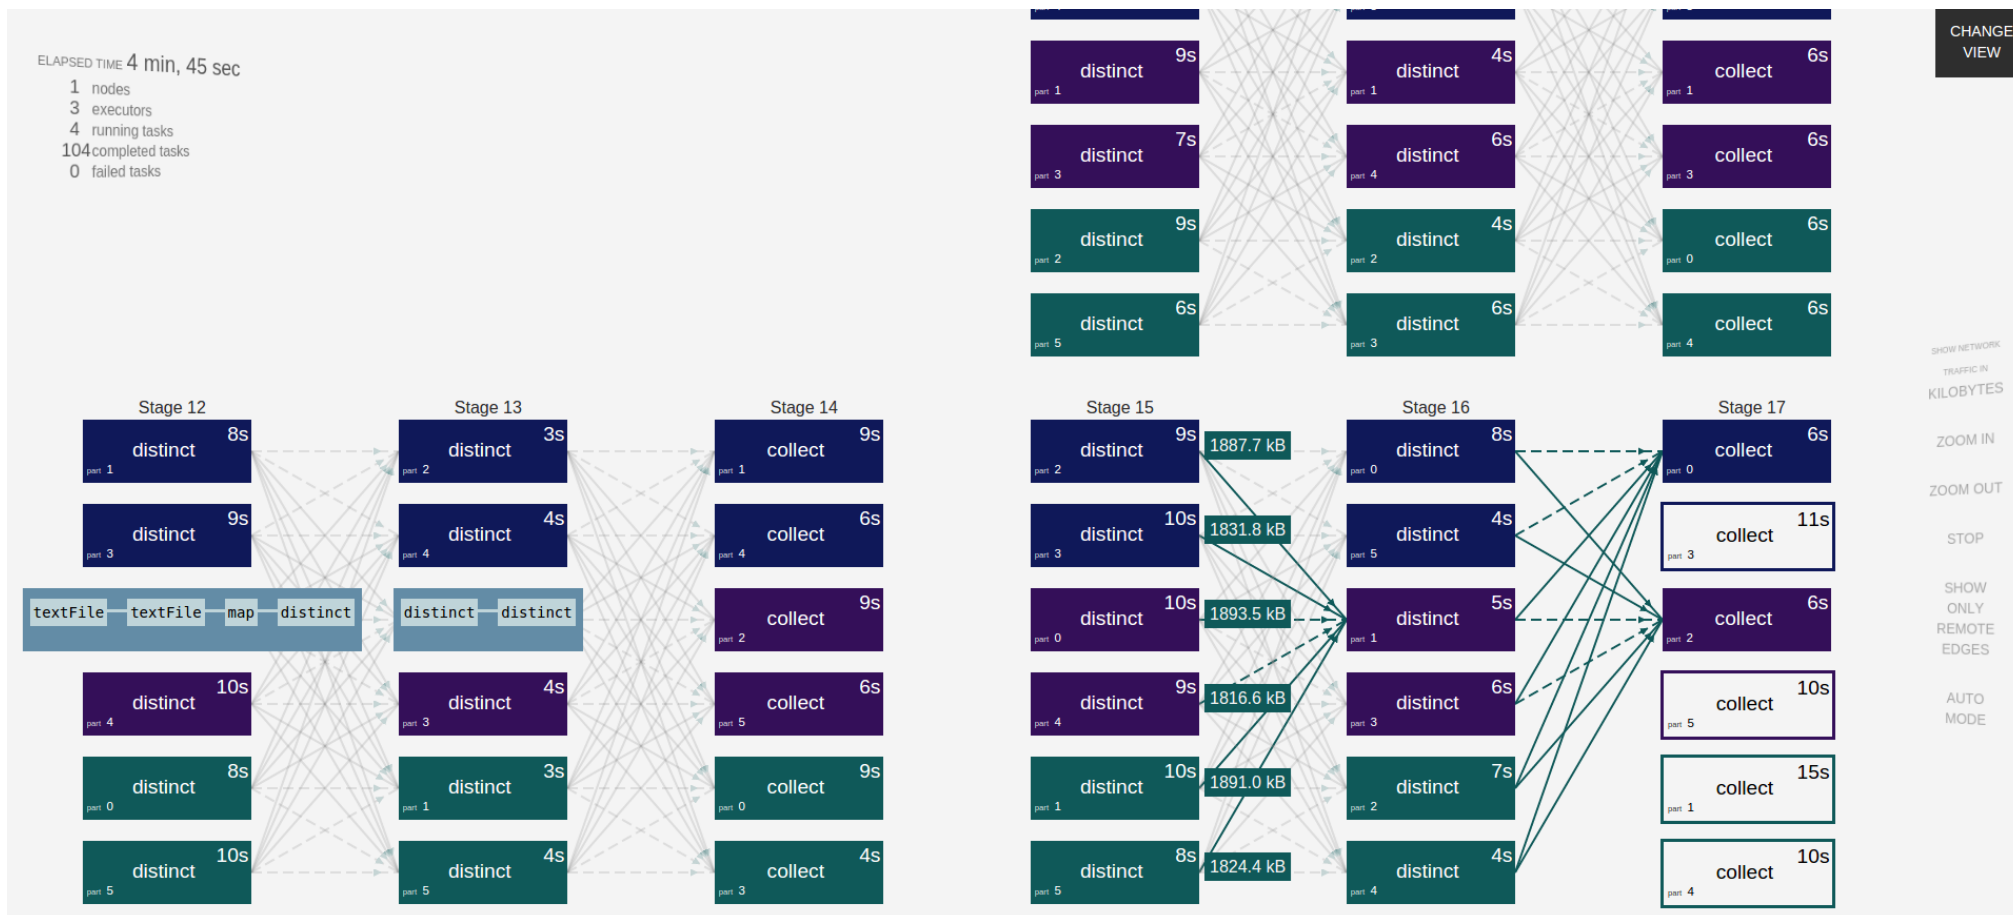 CHANGE
VIEW
ELAPSED TIME 4 min, 45 sec
1 nodes
3 executors
4 running tasks
104 completed tasks
0 failed tasks
9s
distinct
part 1
4s
distinct
part 1
6s
collect
part 1
7s
distinct
part 3
6s
distinct
part 4
6s
collect
part 3
9s
distinct
part 2
4s
distinct
part 2
6s
collect
part 0
6s
distinct
part 5
6s
distinct
part 3
6s
collect
part 4
SHOW NETWORK
TRAFFIC IN
KILOBYTES
ZOOM IN
ZOOM OUT
STOP
SHOW
ONLY
REMOTE
EDGES
AUTO
MODE
Stage 12
8s
distinct
part 1
9s
distinct
part 3
textFile textFile map distinct
10s
distinct
part 4
8s
distinct
part 0
10s
distinct
part 5
Stage 13
3s
distinct
part 2
4s
distinct
part 4
distinct distinct
4s
distinct
part 3
3s
distinct
part 1
4s
distinct
part 5
Stage 14
9s
collect
part 1
6s
collect
part 4
9s
collect
part 2
6s
collect
part 5
9s
collect
part 0
4s
collect
part 3
Stage 15
9s
distinct
part 2
1887.7 kB
10s
distinct
part 3
1831.8 kB
10s
distinct
part 0
1893.5 kB
9s
distinct
part 4
1816.6 kB
10s
distinct
part 1
1891.0 kB
8s
distinct
part 5
1824.4 kB
Stage 16
8s
distinct
part 0
4s
distinct
part 5
5s
distinct
part 1
6s
distinct
part 3
7s
distinct
part 2
4s
distinct
part 4
Stage 17
6s
collect
part 0
11s
collect
part 3
6s
collect
part 2
10s
collect
part 5
15s
collect
part 1
10s
collect
part 4